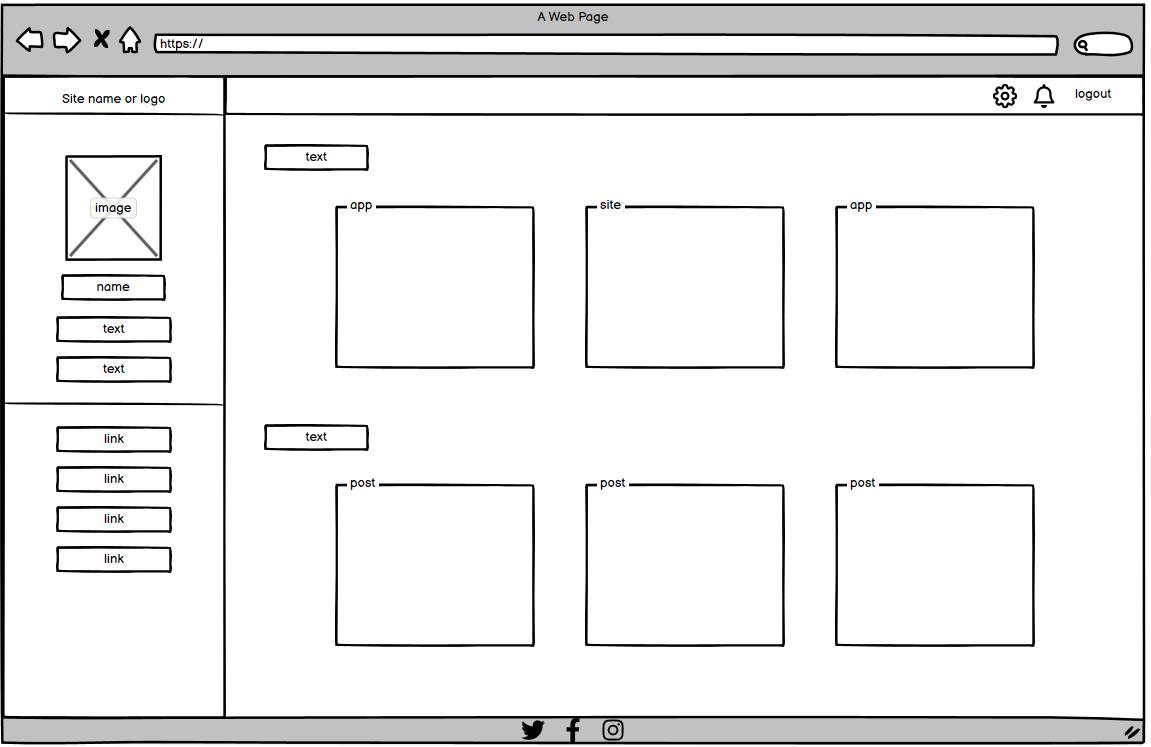 A Web Page
https://
Site name or logo
logout
image
name
text
text
link
link
link
link
text
app
site
app
text
post
post
post